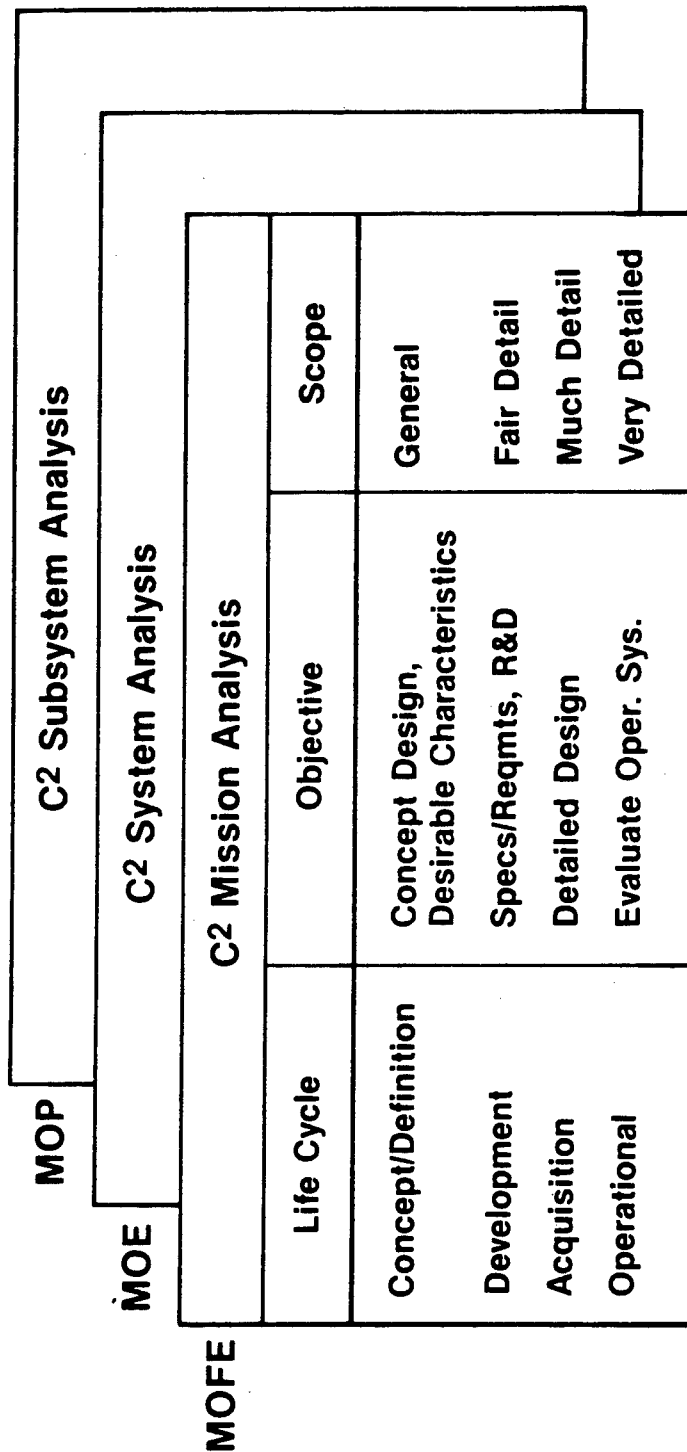 MOP
C² Subsystem Analysis
MOE
C² System Analysis
MOFE
C² Mission Analysis
Life Cycle
Objective
Scope
Concept/Definition
Concept Design,
Desirable Characteristics
General
Development
Specs/Reqmts, R&D
Fair Detail
Acquisition
Detailed Design
Much Detail
Operational
Evaluate Oper. Sys.
Very Detailed